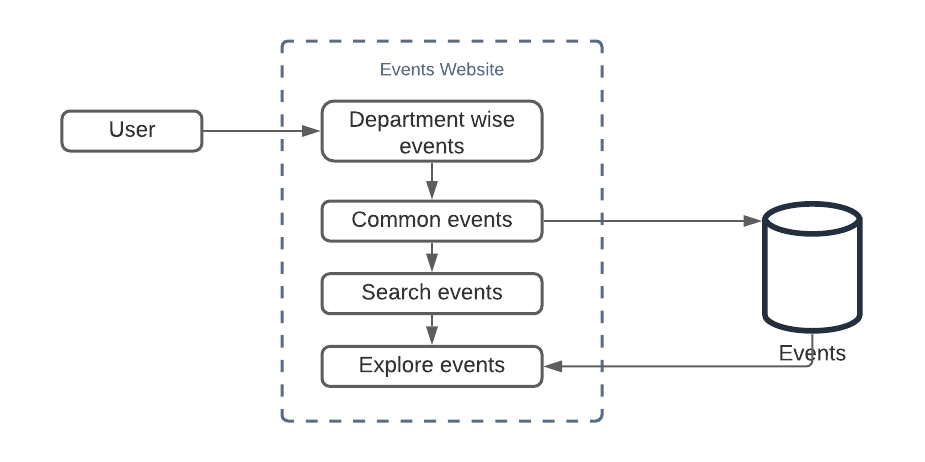 Events Website
User
Department wise
events
Common events
Search events
Explore events
Events